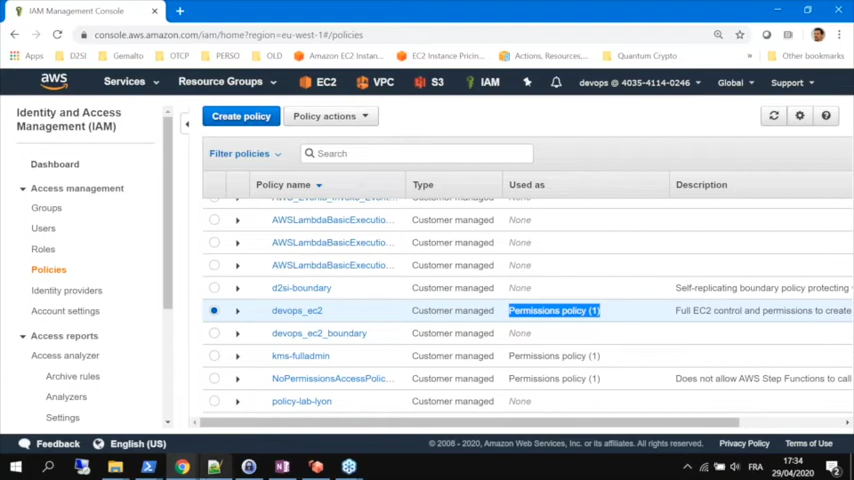 IAM Management Console
console.aws.amazon.com/iam/home?region=eu-west-1#/policies
Apps D2SI Gemalto OTCP PERSO OLD Amazon EC2 Instan... EC2 Instance Pricin... Actions, Resources,... Quantum Crypto Other bookmarks
aws Services Resource Groups EC2 VPC S3 IAM devops @ 4035-4114-0246 Global Support
Identity and Access
Management (IAM)
Dashboard
Access management
Groups
Users
Roles
Policies
Identity providers
Account settings
Access reports
Access analyzer
Archive rules
Analyzers
Settings
Create policy Policy actions
Filter policies Search
Policy name Type Used as Description
Customer managed None
AWSLambdaBasicExecutio... Customer managed None
AWSLambdaBasicExecutio... Customer managed None
AWSLambdaBasicExecutio... Customer managed None
d2si-boundary Customer managed None Self-replicating boundary policy protecting
devops_ec2 Customer managed Permissions policy (1) Full EC2 control and permissions to create
devops_ec2_boundary Customer managed None
kms-fulladmin Customer managed Permissions policy (1)
NoPermissionsAccessPolic... Customer managed Permissions policy (1) Does not allow AWS Step Functions to call
policy-lab-lyon Customer managed None
Feedback English (US) © 2008 - 2020, Amazon Web Services, Inc. or its affiliates. All rights reserved. Privacy Policy Terms of Use
FRA 17:34
29/04/2020 2